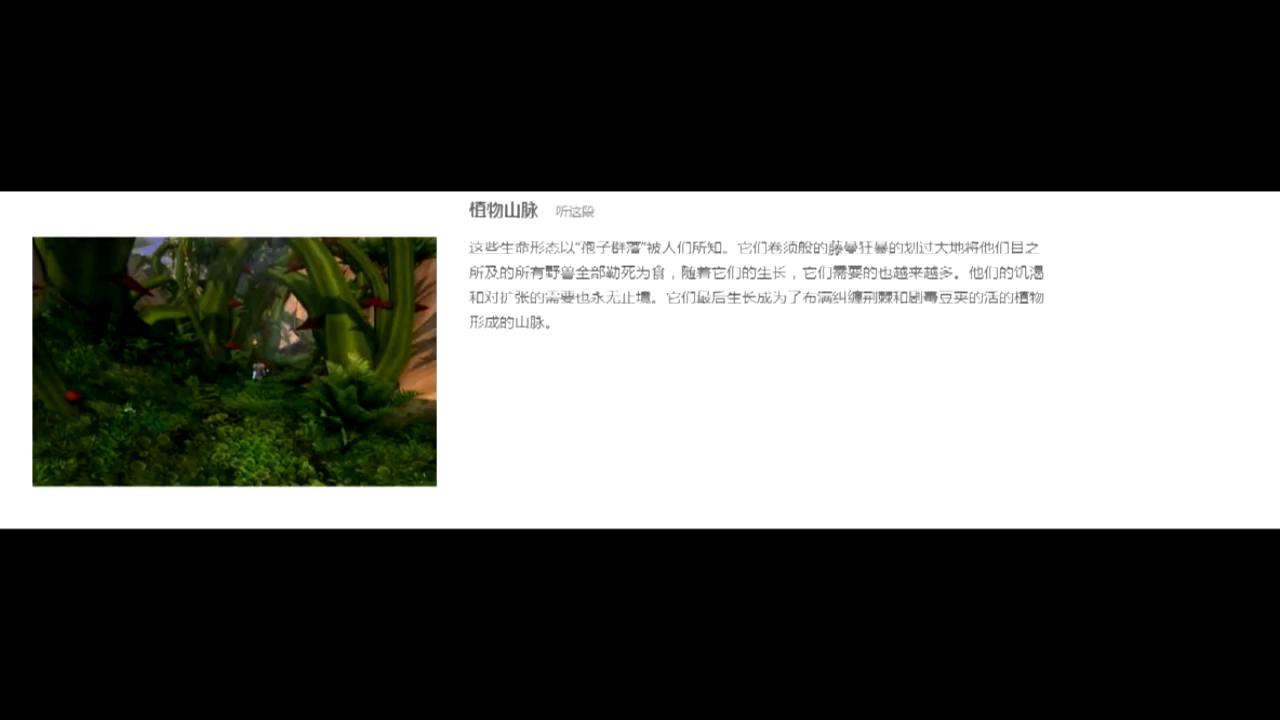 植物山脉 听这段
这些生命形态以“孢子群落”被人们所知。它们卷须般的藤蔓狂暴的划过大地将他们目之
所及的所有野兽全部勒死为食，随着它们的生长，它们需要的也越来越多。他们的饥渴
和对扩张的需要也永无止境。它们最后生长成为了布满纠缠荆棘和剧毒豆荚的活的植物
形成的山脉。